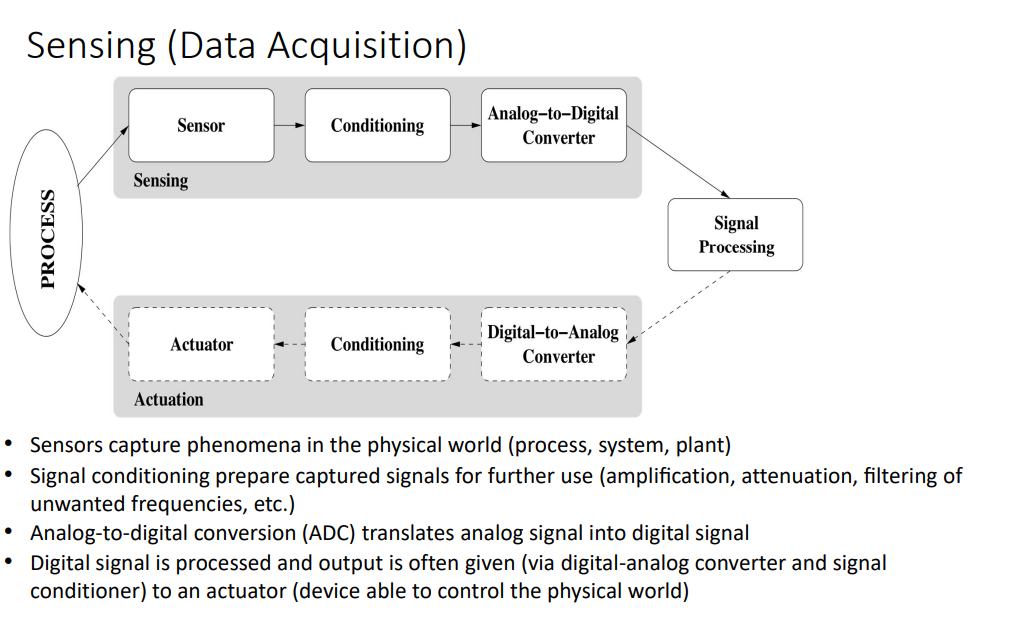 Sensing (Data Acquisition)
Sensor
Conditioning
Analog–to–Digital
Converter
Sensing
PROCESS
Signal
Processing
Actuator
Conditioning
Digital–to–Analog
Converter
Actuation
• Sensors capture phenomena in the physical world (process, system, plant)
• Signal conditioning prepare captured signals for further use (amplification, attenuation, filtering of
unwanted frequencies, etc.)
• Analog-to-digital conversion (ADC) translates analog signal into digital signal
• Digital signal is processed and output is often given (via digital-analog converter and signal
conditioner) to an actuator (device able to control the physical world)